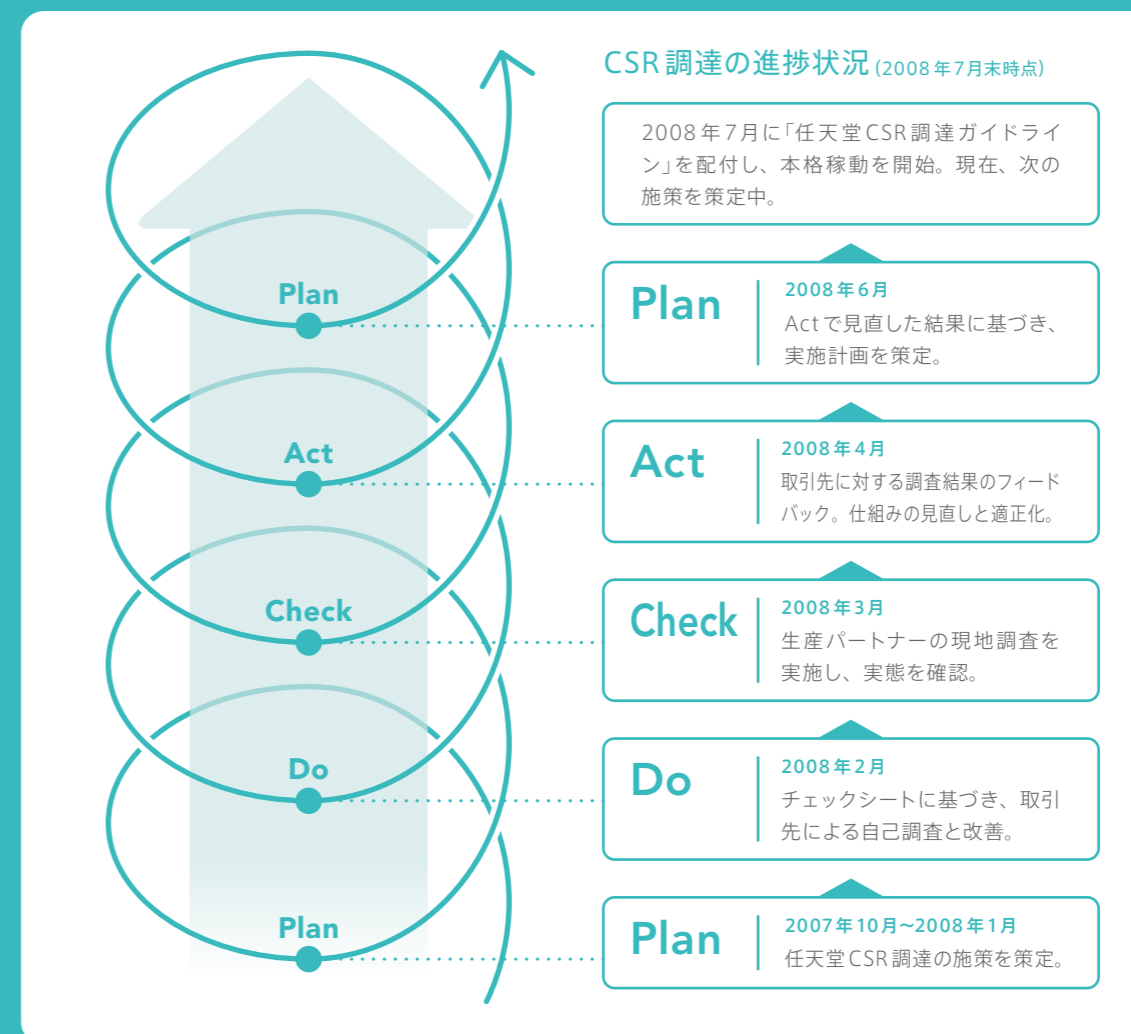 CSR調達の進捗状況(2008年7月末時点)
2008年7月に「任天堂CSR調達ガイドライ
ン」を配付し、本格稼動を開始。現在、次の
施策を策定中。
Plan
Plan
2008年6月
Actで見直した結果に基づき、
実施計画を策定。
Act
Act
2008年4月
取引先に対する調査結果のフィード
バック。仕組みの見直しと適正化。
Check
Check
2008年3月
生産パートナーの現地調査を
実施し、実態を確認。
Do
Do
2008年2月
チェックシートに基づき、取引
先による自己調査と改善。
Plan
Plan
2007年10月~2008年1月
任天堂CSR調達の施策を策定。